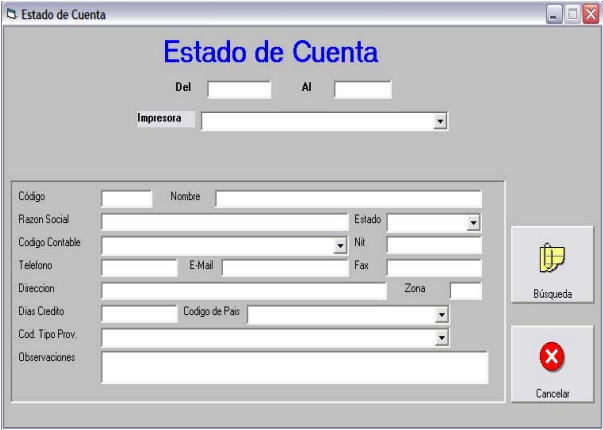 Estado de Cuenta
Estado de Cuenta
Del Al
Impresora
Código Nombre
Razon Social Estado
Codigo Contable Nit
Telefono E-Mail Fax
Direccion Zona
Dias Credito Codigo de Pais
Cod. Tipo Prov.
Observaciones
Búsqueda
Cancelar